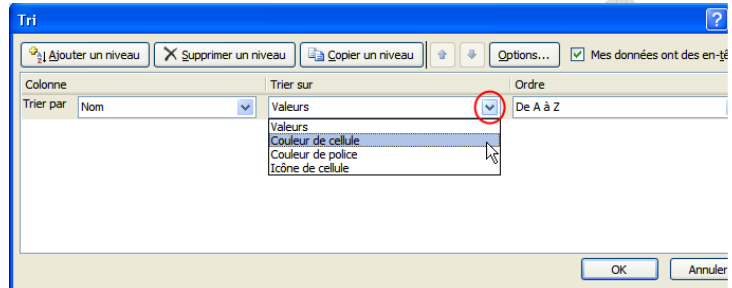 Tri
?
Ajouter un niveau Supprimer un niveau Copier un niveau Options... Mes données ont des en-tê
Colonne Trier sur Ordre
Trier par Nom Valeurs De A à Z
Valeurs
Couleur de cellule
Couleur de police
Icône de cellule
OK Annuler